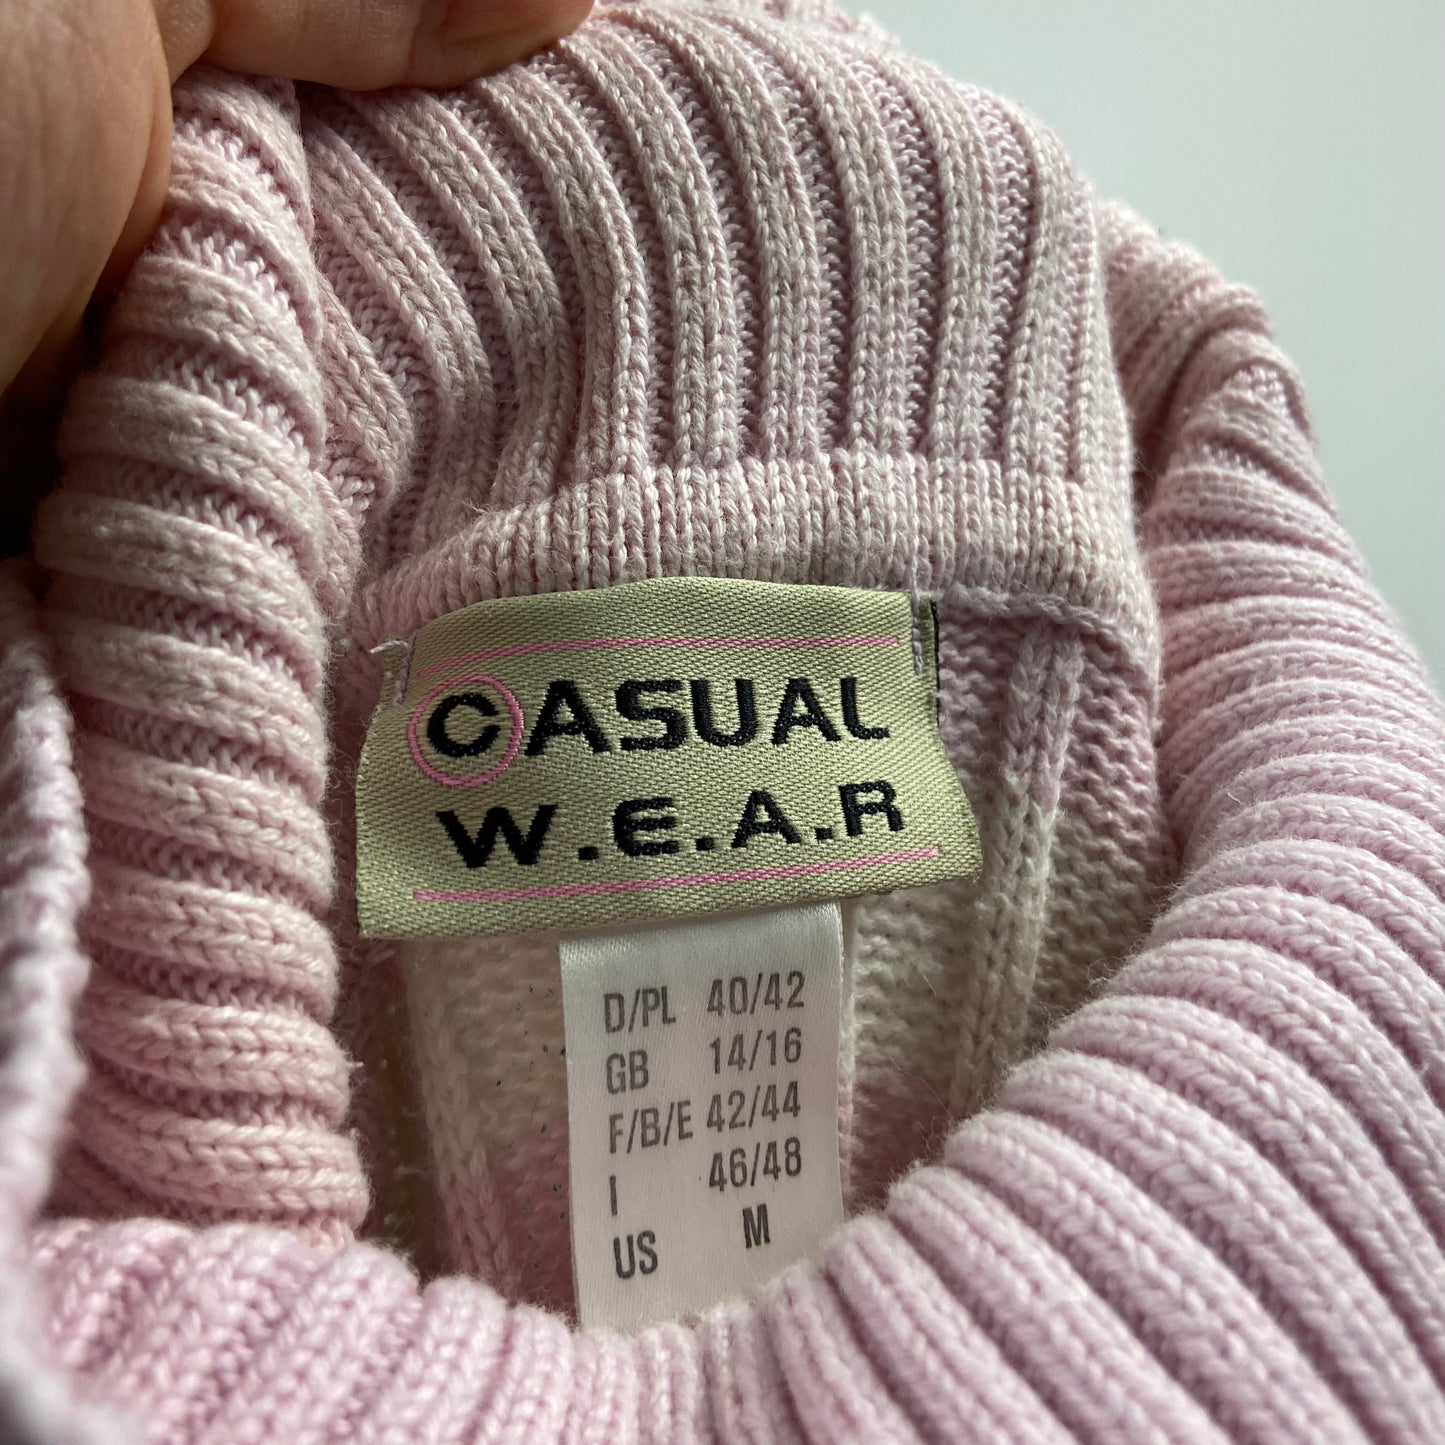 CASUAL
W.E.A.R
D/PL 40/42
GB 14/16
F/B/E 42/44
I 46/48
US M